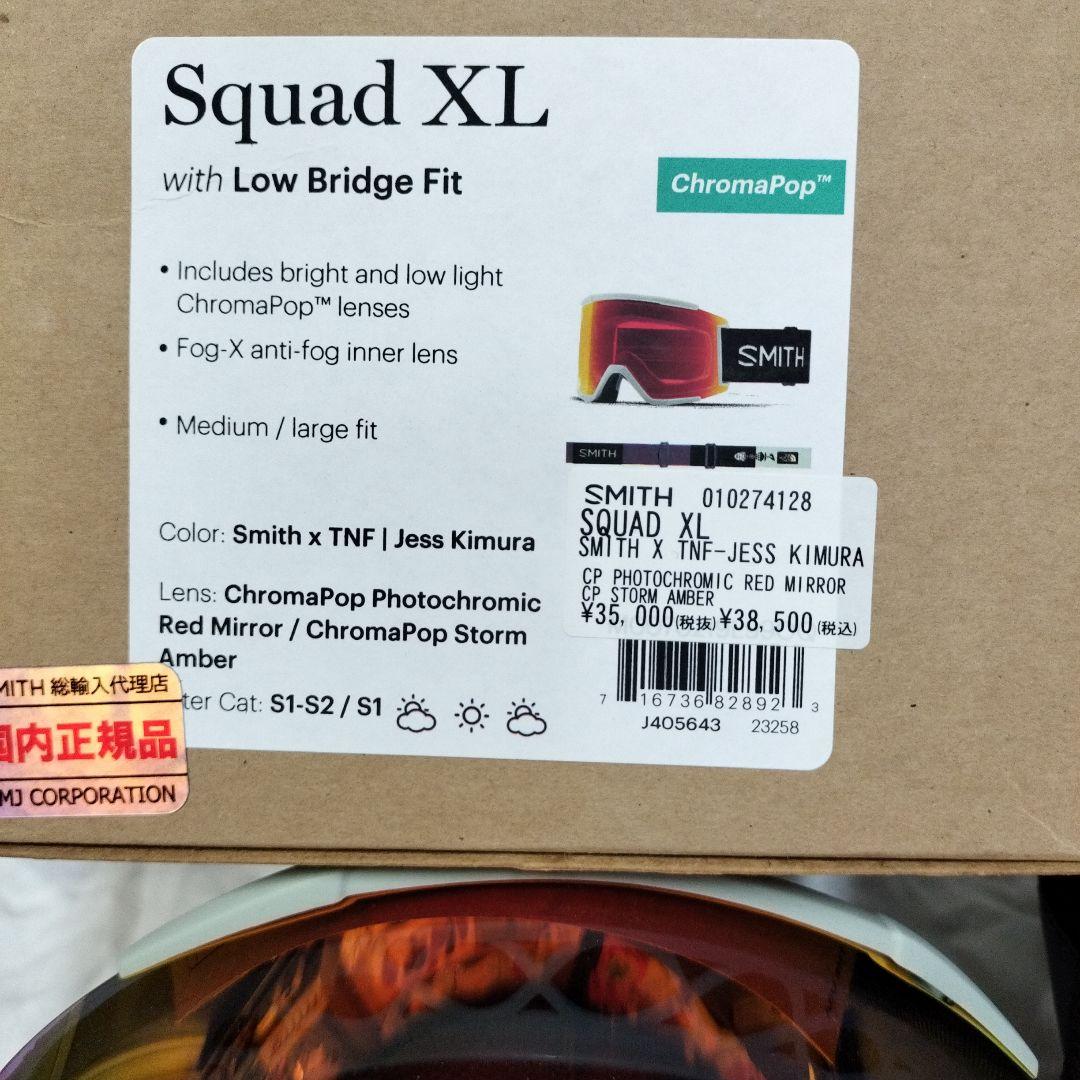 Squad XL
with Low Bridge Fit
ChromaPop™
• Includes bright and low light
ChromaPop™ lenses
• Fog-X anti-fog inner lens
• Medium / large fit
SMITH
SMITH
Color: Smith x TNF | Jess Kimura
Lens: ChromaPop Photochromic
Red Mirror / ChromaPop Storm
Amber
ter Cat: S1-S2 / S1
SMITH 010274128
SQUAD XL
SMITH X TNF-JESS KIMURA
CP PHOTOCHROMIC RED MIRROR
CP STORM AMBER
¥35,000(税抜)¥38,500(税込)
7 16736 82892 3
J405643 23258
MITH 総輸入代理店
国内正規品
MJ CORPORATION